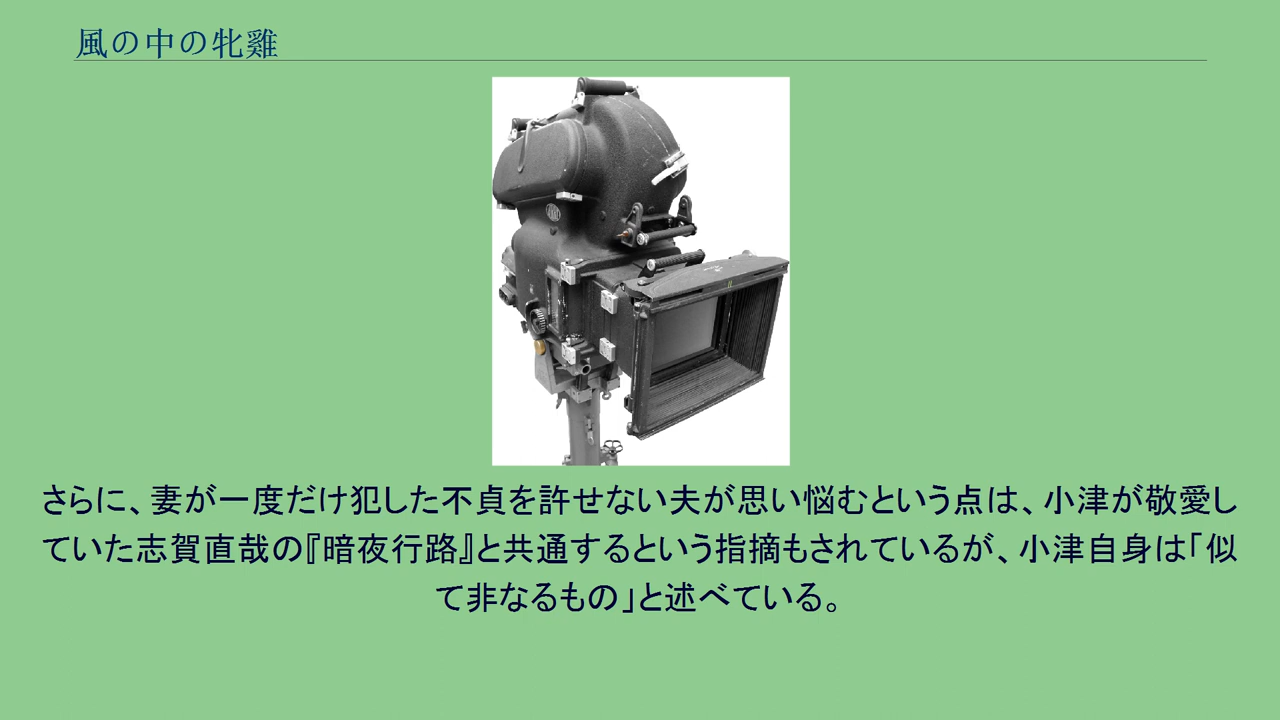 風の中の牝雞
さらに、妻が一度だけ犯した不貞を許せない夫が思い悩むという点は、小津が敬愛し
ていた志賀直哉の『暗夜行路』と共通するという指摘もされているが、小津自身は「似
て非なるもの」と述べている。